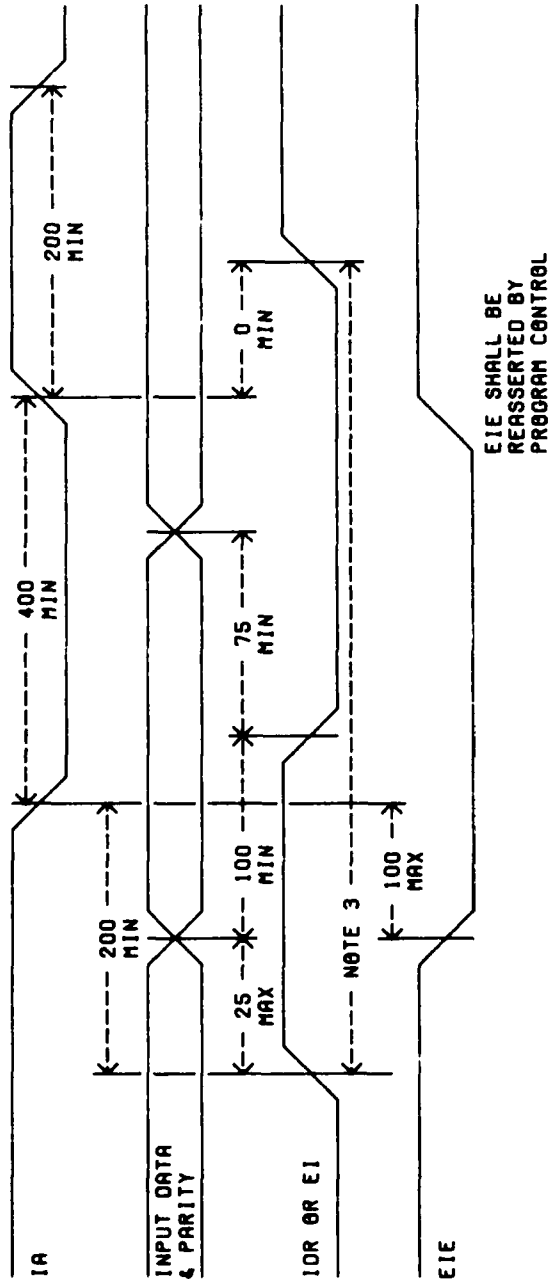 IA
400
MIN
200
MIN
200
MIN
INPUT DATA
& PARITY
25
MAX
100
MIN
75
MIN
0
MIN
IDR OR EI
NOTE 3
100
MAX
EIE
EIE SHALL BE
REASSERTED BY
PROGRAM CONTROL